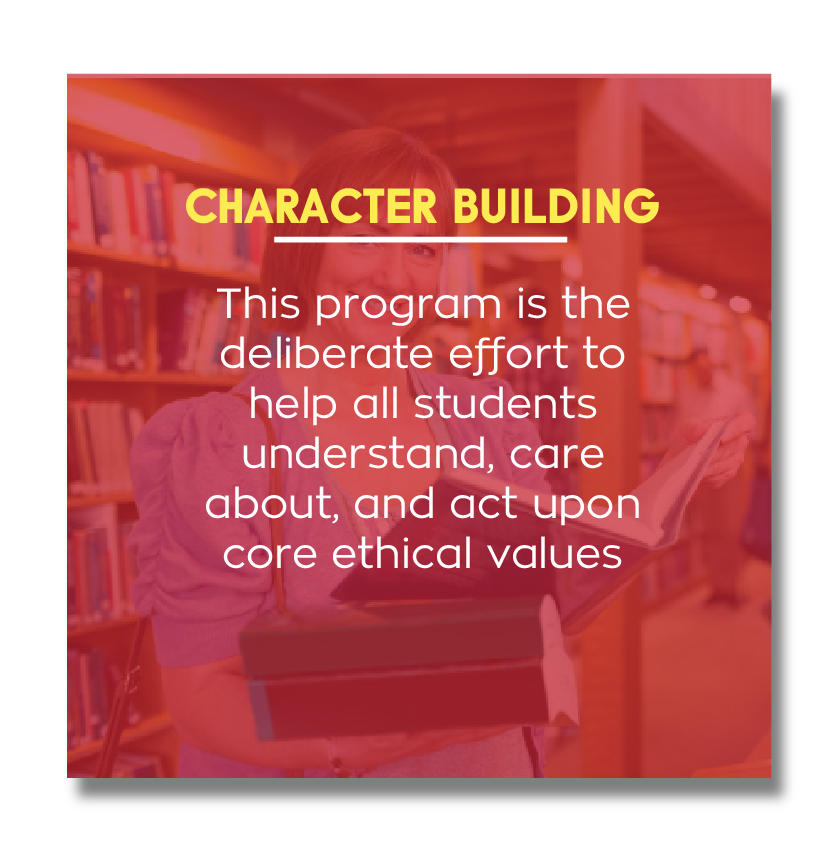 CHARACTER BUILDING
This program is the
deliberate effort to
help all students
understand, care
about, and act upon
core ethical values